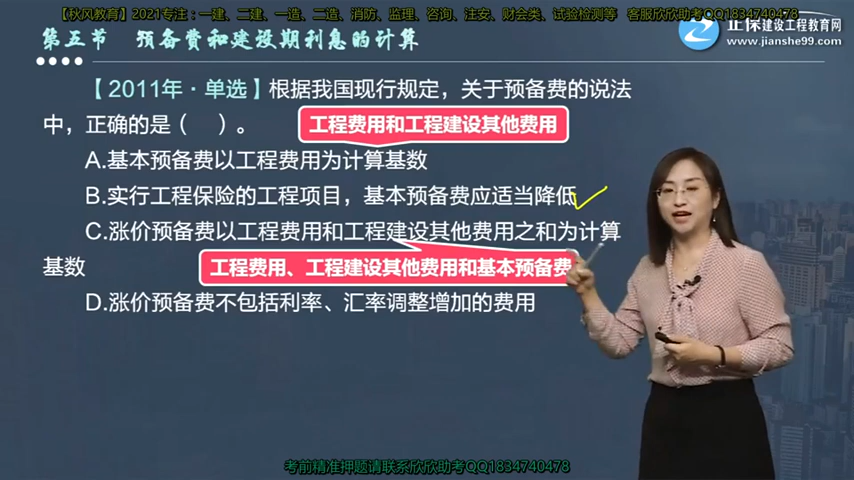 【秋风教育】2021专注：一建、二建、一造、二造、消防、监理、咨询、注安、财会类、试验检测等 客服欣欣助考QQ1834740478
第五节 预备费和建设期利息的计算
正保建设工程教育网
www.jianshe99.com
【2011年·单选】根据我国现行规定，关于预备费的说法
中，正确的是（ ）。
工程费用和工程建设其他费用
A.基本预备费以工程费用为计算基数
B.实行工程保险的工程项目，基本预备费应适当降低
C.涨价预备费以工程费用和工程建设其他费用之和为计算
基数
工程费用、工程建设其他费用和基本预备费
D.涨价预备费不包括利率、汇率调整增加的费用
考前精准押题请联系欣欣助考QQ1834740478